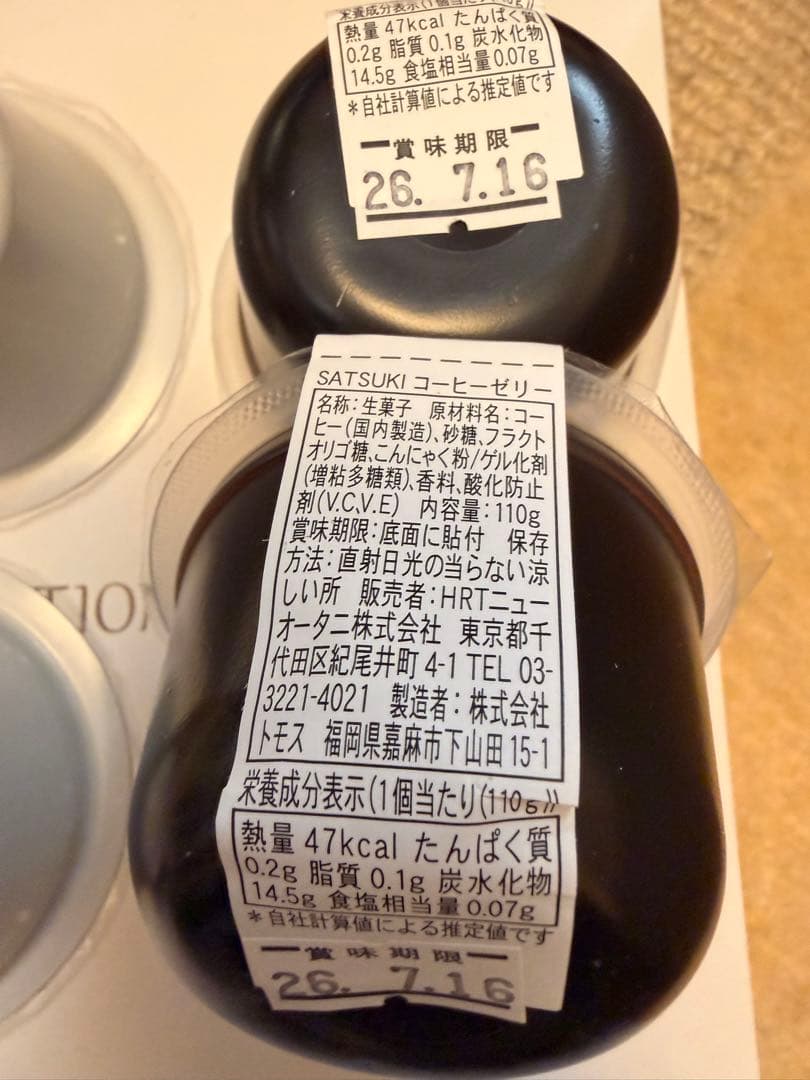 栄養成分表示(1個当たり
熱量 47kcal たんぱく質
0.2g 脂質 0.1g 炭水化物
14.5g 食塩相当量 0.07g
*自社計算値による推定値です
賞味期限
26. 7.16
SATSUKI コーヒーゼリー
名称:生菓子 原材料名:コー
ヒー(国内製造)、砂糖、フラクト
オリゴ糖、こんにゃく粉/ゲル化剤
(増粘多糖類)、香料、酸化防止
剤(V.C,V.E) 内容量:110g
賞味期限:底面に貼付 保存
方法:直射日光の当らない涼
しい所 販売者:HRTニュー
オータニ株式会社 東京都千
代田区紀尾井町 4-1 TEL 03-
3221-4021 製造者:株式会社
トモス 福岡県嘉麻市下山田 15-1
栄養成分表示(1個当たり(110g))
熱量 47kcal たんぱく質
0.2g 脂質 0.1g 炭水化物
14.5g 食塩相当量 0.07g
*自社計算値による推定値です
賞味期限
26. 7.16